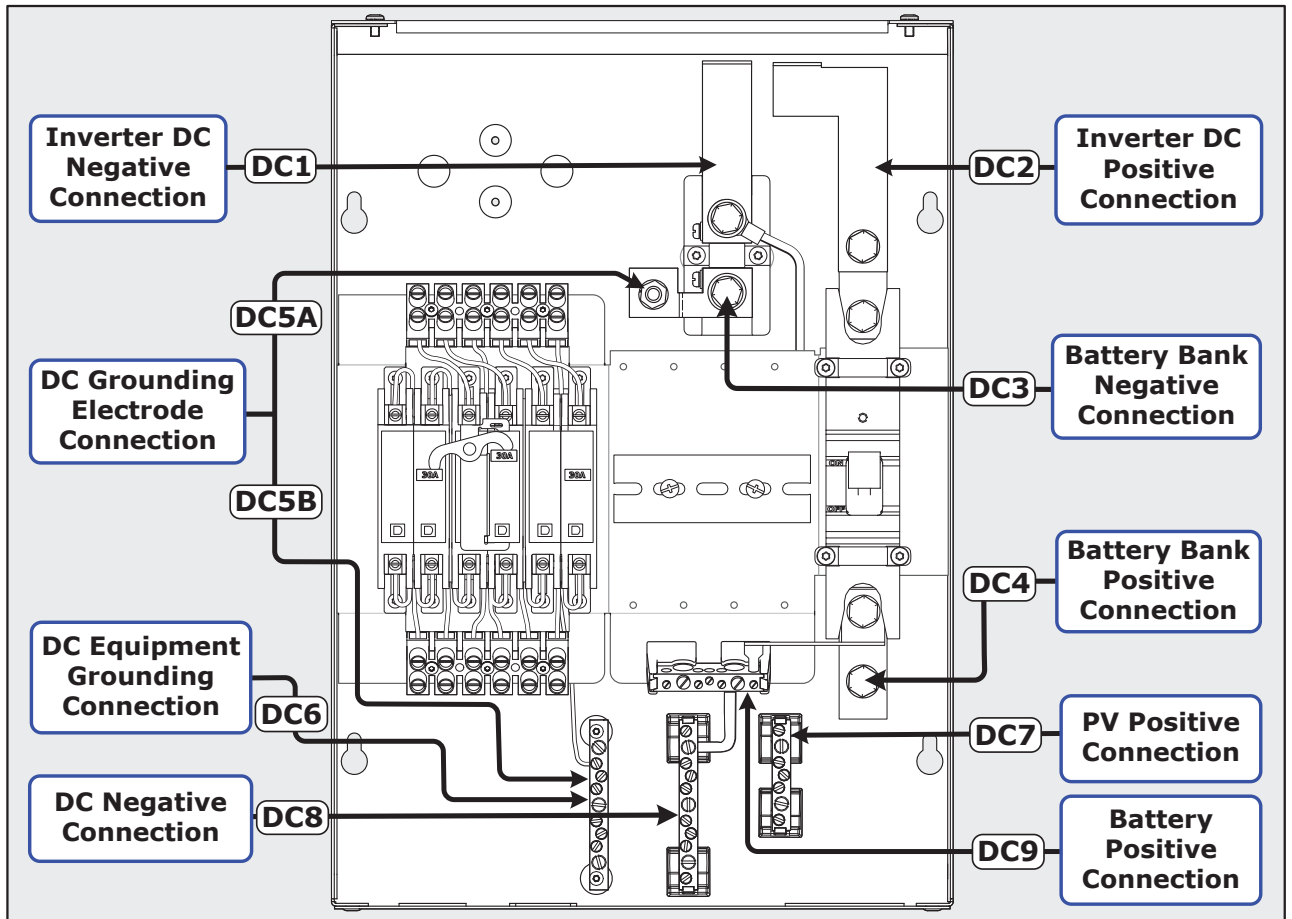 Inverter DC
Negative
Connection
DC1
DC2
Inverter DC
Positive
Connection
DC5A
DC Grounding
Electrode
Connection
DC5B
DC3
Battery Bank
Negative
Connection
30A
30A
30A
ON
OFF
DC4
Battery Bank
Positive
Connection
DC Equipment
Grounding
Connection
DC6
DC7
PV Positive
Connection
DC Negative
Connection
DC8
DC9
Battery
Positive
Connection